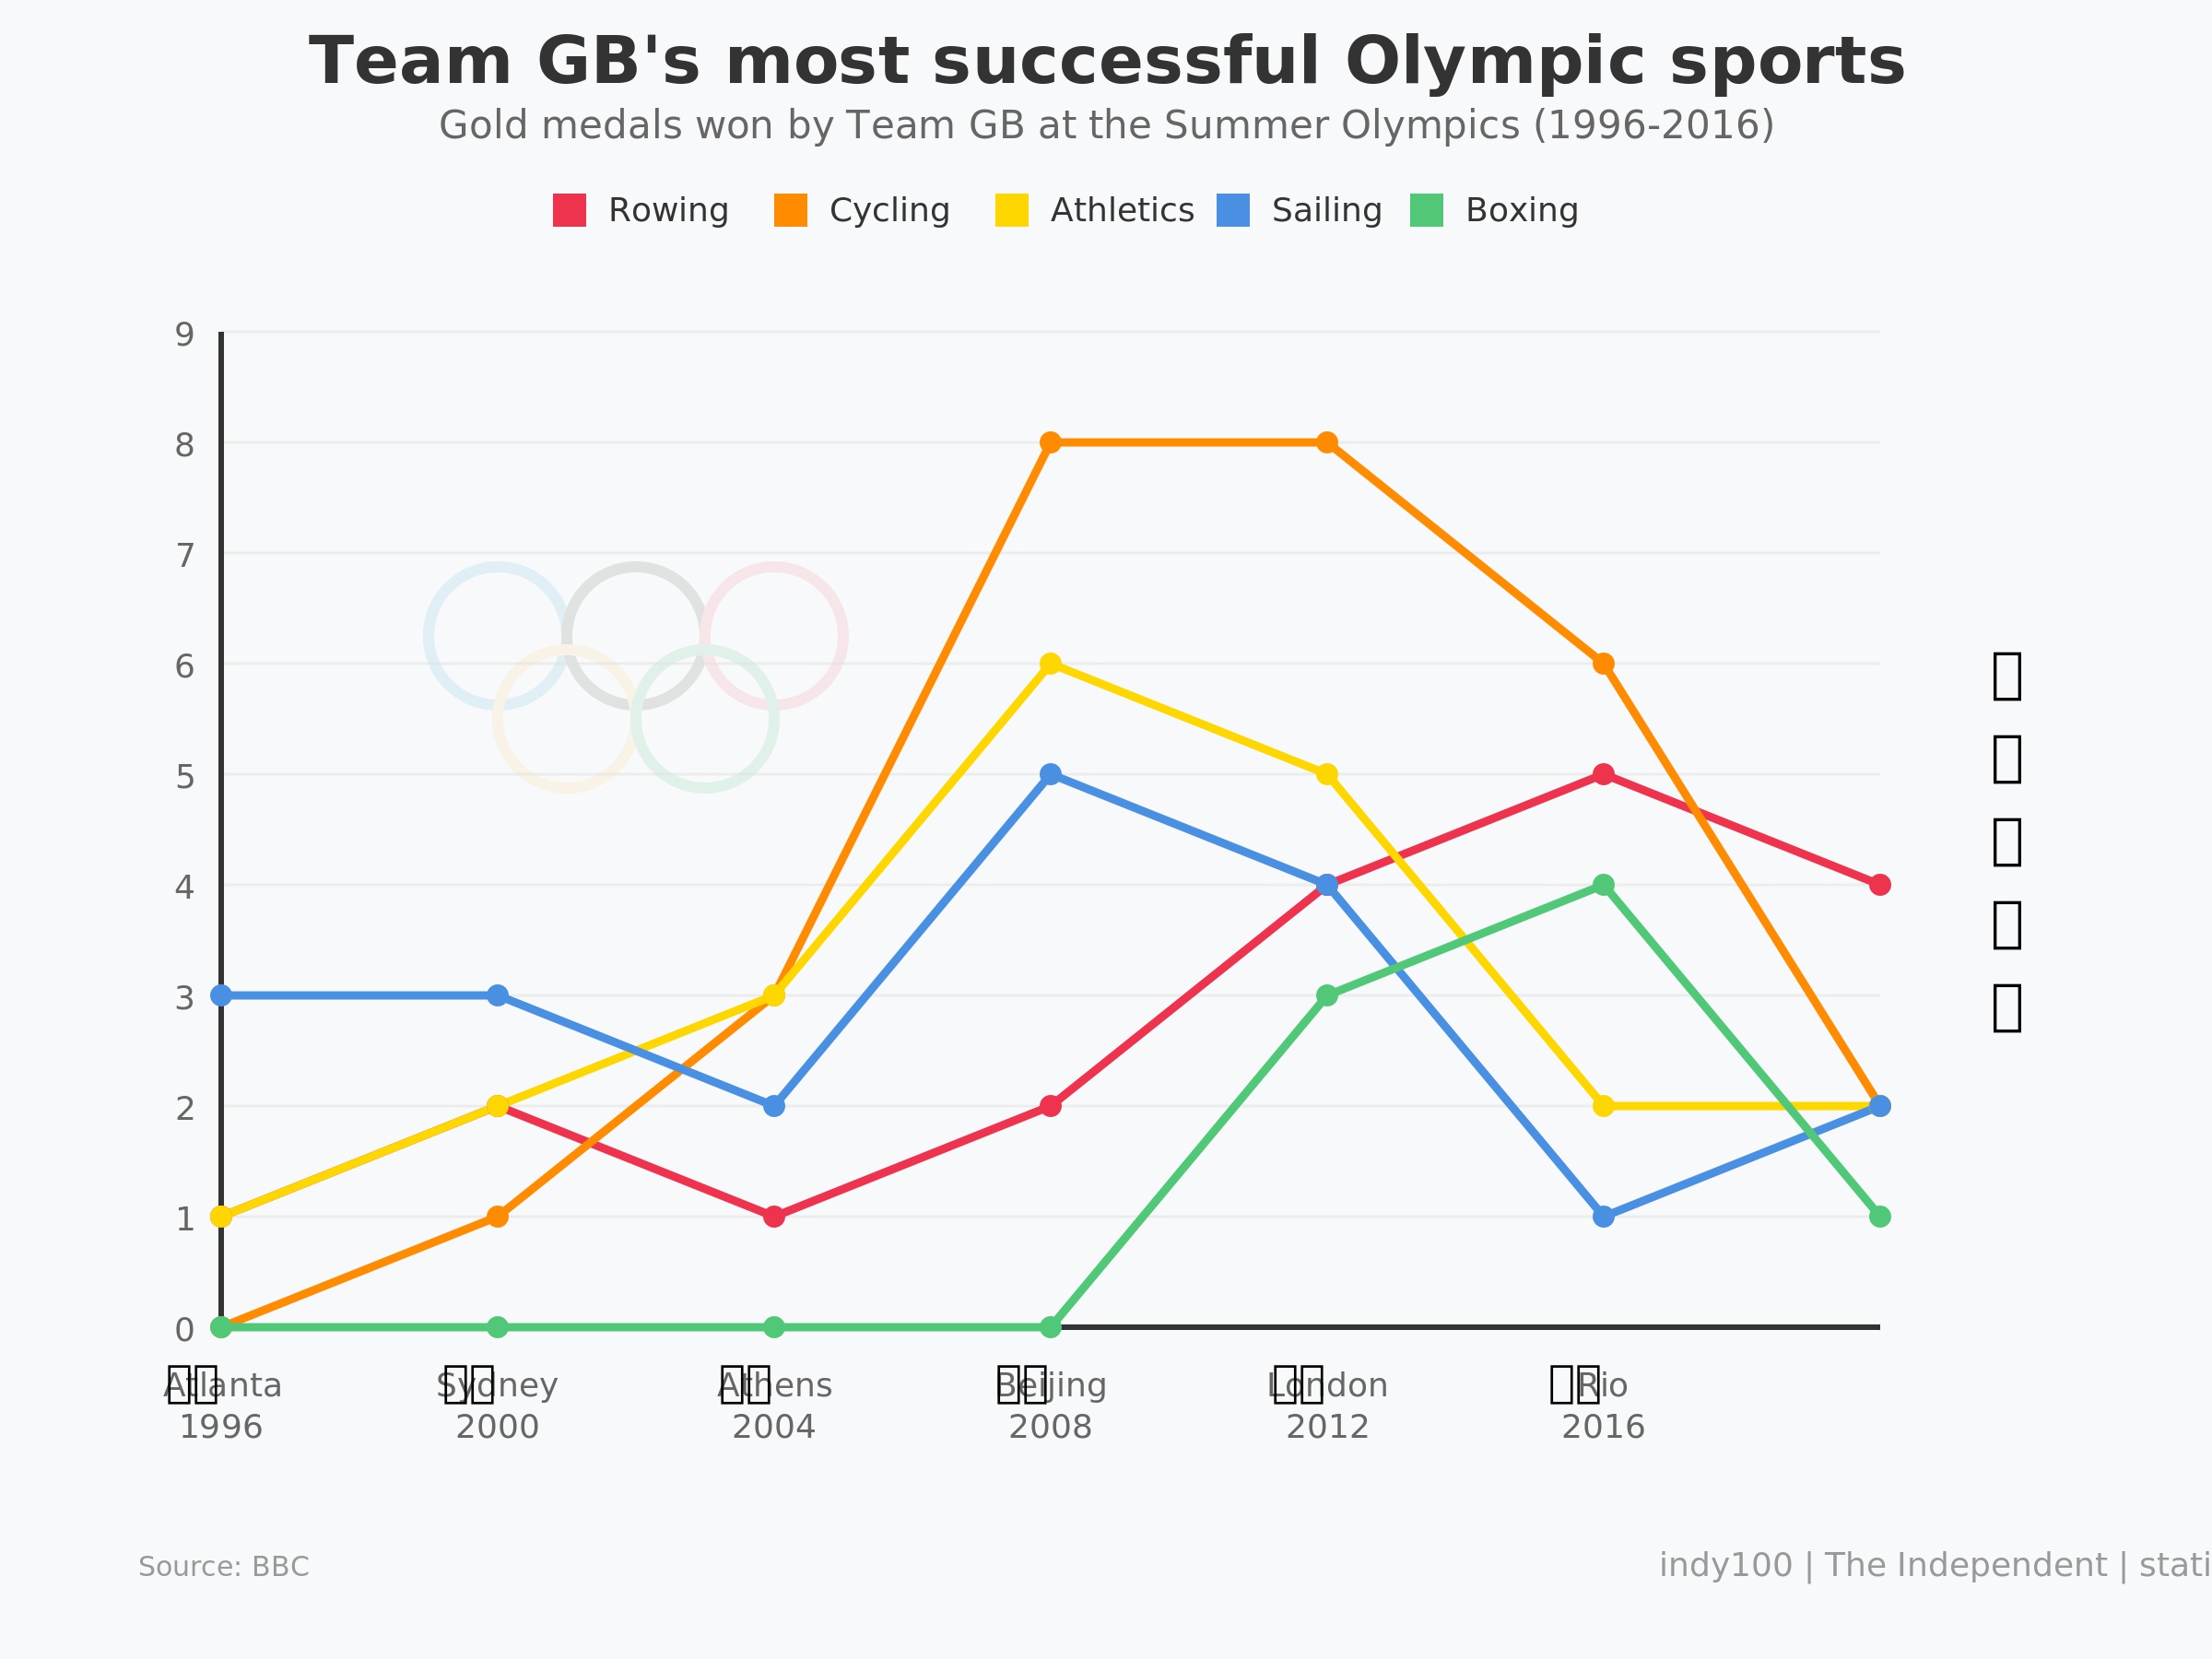 Team GB's most successful Olympic sports
Gold medals won by Team GB at the Summer Olympics (1996-2016)
Rowing Cycling Athletics Sailing Boxing
9
8
7
6
5
4
3
2
1
0
Atlanta Sydney Athens Beijing London Rio
1996 2000 2004 2008 2012 2016
Source: BBC
indy100 | The Independent | stati